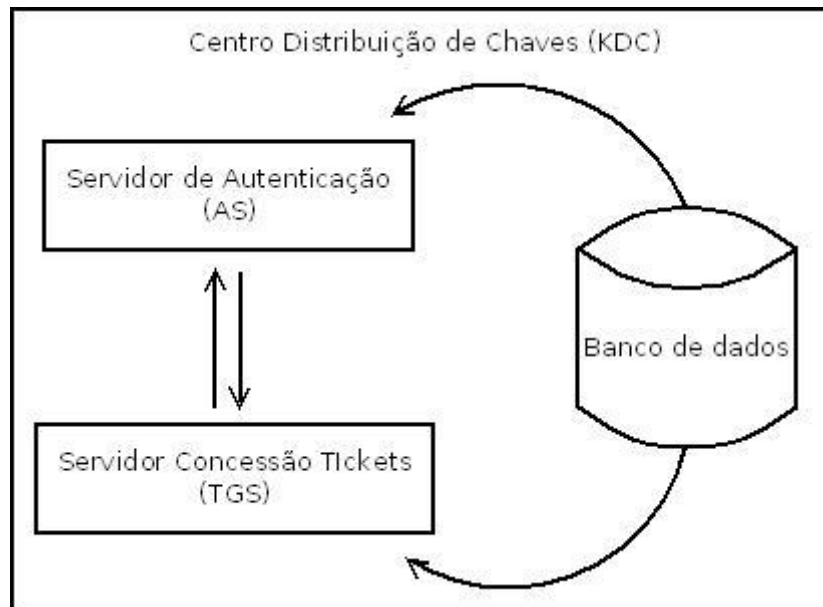 Centro Distribuição de Chaves (KDC)
Servidor de Autenticação
(AS)
Banco de dados
Servidor Concessão TIckets
(TGS)